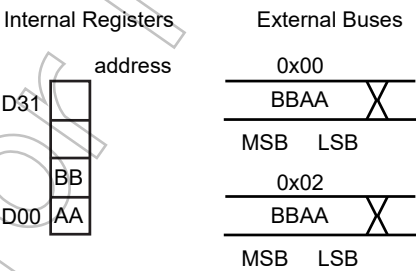 Internal Registers
External Buses
address
0x00
D31
BBAA
MSB LSB
BB
0x02
D00
AA
BBAA
MSB LSB